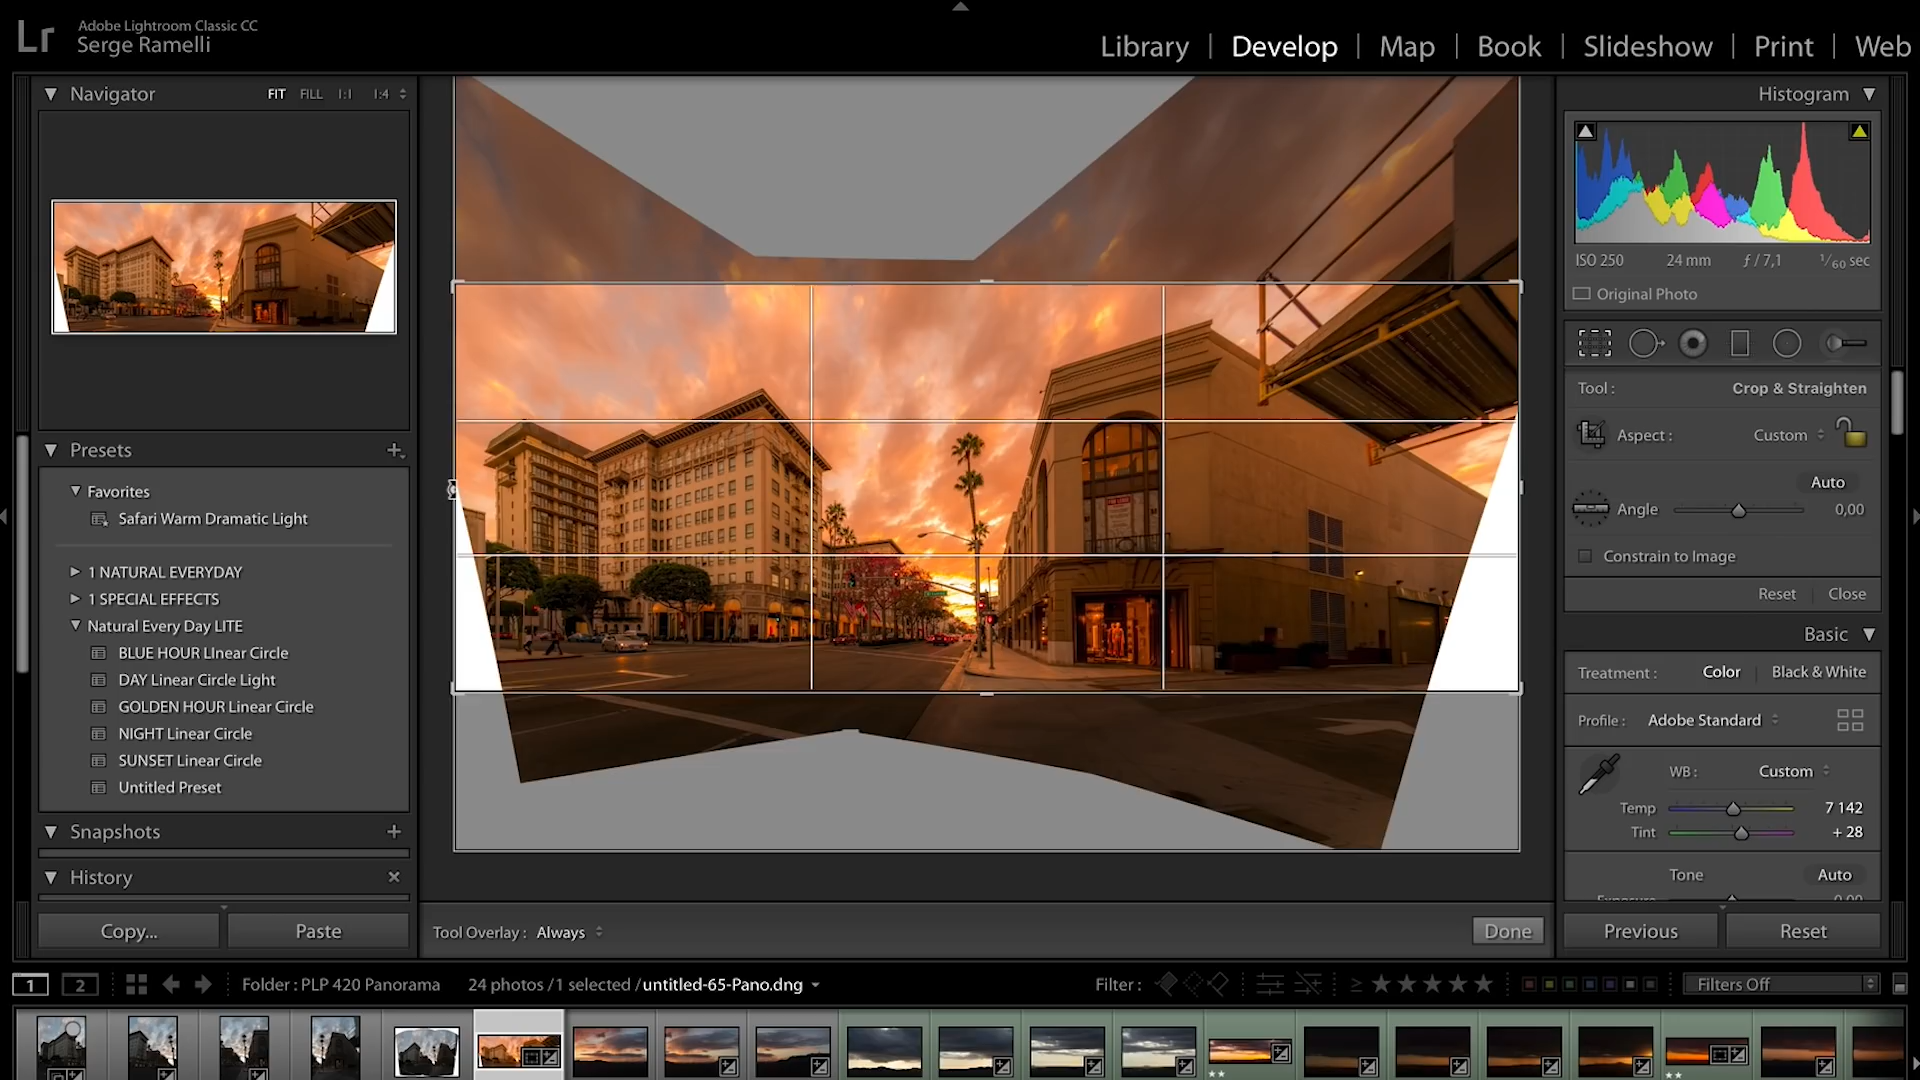 Lr
Adobe Lightroom Classic CC
Serge Ramelli
Library | Develop | Map | Book | Slideshow | Print | Web
Navigator
FIT FILL 1:1 1:4
Presets
Favorites
Safari Warm Dramatic Light
1 NATURAL EVERYDAY
1 SPECIAL EFFECTS
Natural Every Day LITE
BLUE HOUR LInear Circle
DAY Linear Circle Light
GOLDEN HOUR Linear Circle
NIGHT Linear Circle
SUNSET Linear Circle
Untitled Preset
Snapshots
History
Copy... Paste
Tool Overlay : Always
Done
Histogram
ISO 250 24 mm ƒ / 7,1 1/60 sec
Original Photo
Tool : Crop & Straighten
Aspect : Custom
Auto
Angle 0,00
Constrain to Image
Reset Close
Basic
Treatment : Color Black & White
Profile : Adobe Standard
WB : Custom
Temp 7 142
Tint + 28
Tone Auto
Exposure 0,00
Previous Reset
1 2 Folder : PLP 420 Panorama 24 photos /1 selected /untitled-65-Pano.dng
Filter : ≥ ★★★★★ Filters Off